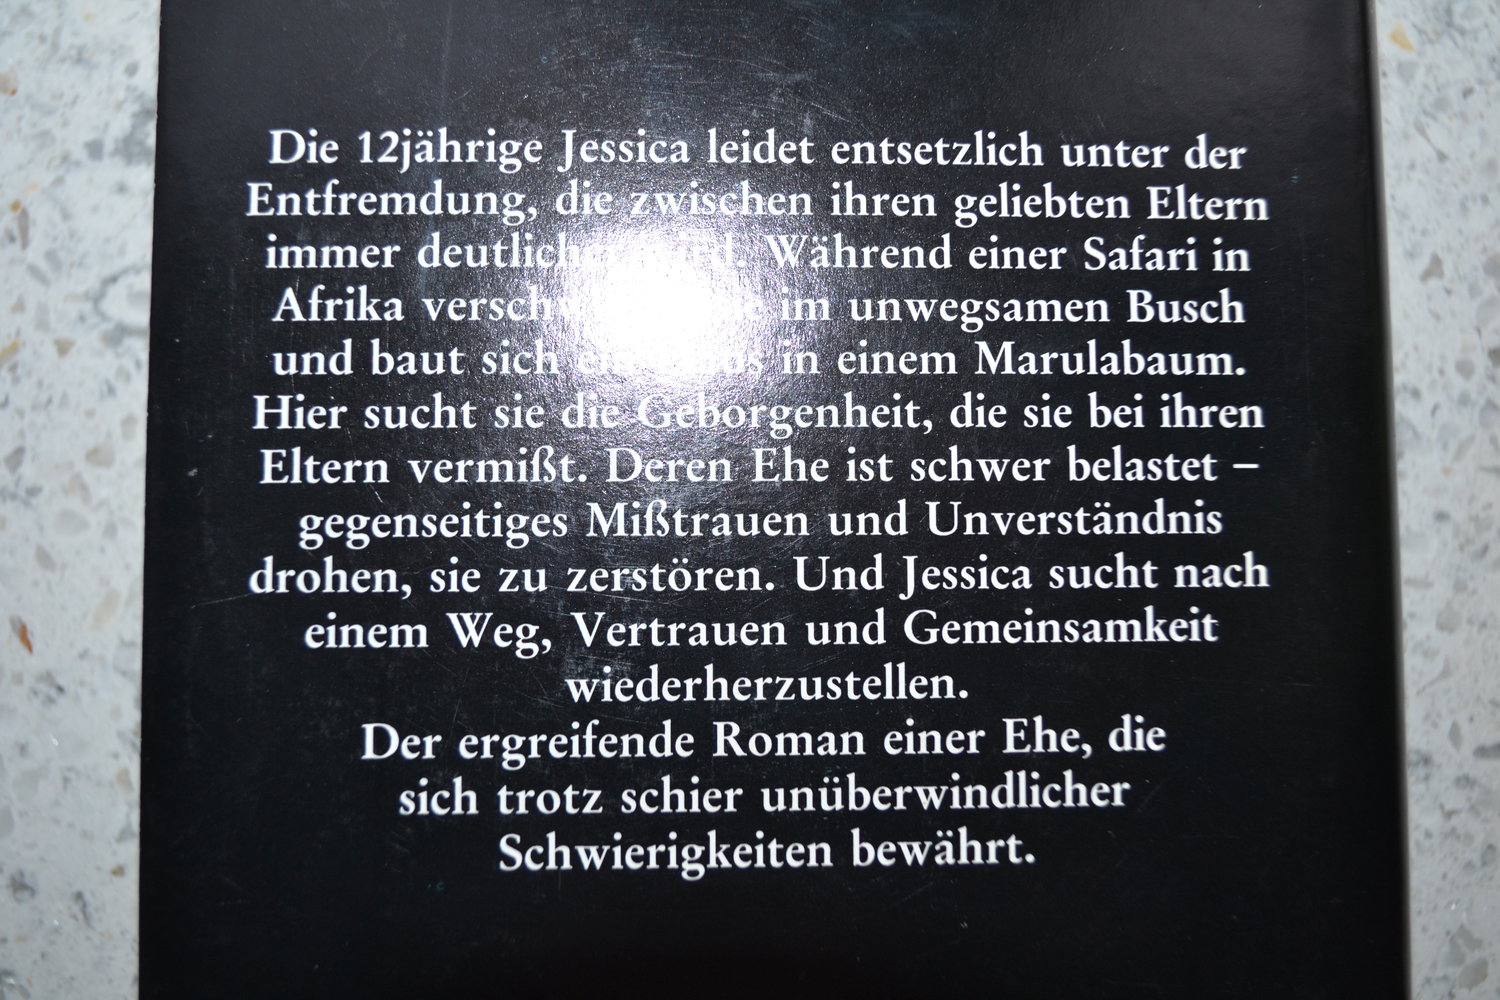 Die 12jährige Jessica leidet entsetzlich unter der
Entfremdung, die zwischen ihren geliebten Eltern
immer deutlicher wird. Während einer Safari in
Afrika im unwegsamen Busch
und baut sich in einem Marulabaum.
Hier sucht sie die Geborgenheit, die sie bei ihren
Eltern vermißt. Deren Ehe ist schwer belastet –
gegenseitiges Mißtrauen und Unverständnis
drohen, sie zu zerstören. Und Jessica sucht nach
einem Weg, Vertrauen und Gemeinsamkeit
wiederherzustellen.
Der ergreifende Roman einer Ehe, die
sich trotz schier unüberwindlicher
Schwierigkeiten bewährt.